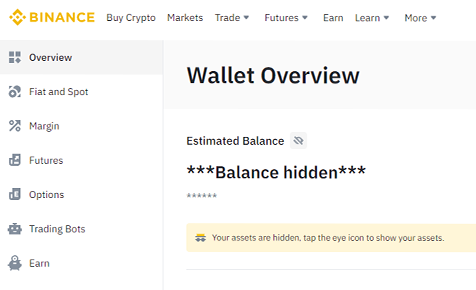 BINANCE Buy Crypto Markets Trade Futures Earn Learn More
Overview
Fiat and Spot
Margin
Futures
Options
Trading Bots
Earn
Wallet Overview
Estimated Balance
***Balance hidden***
******
Your assets are hidden, tap the eye icon to show your assets.